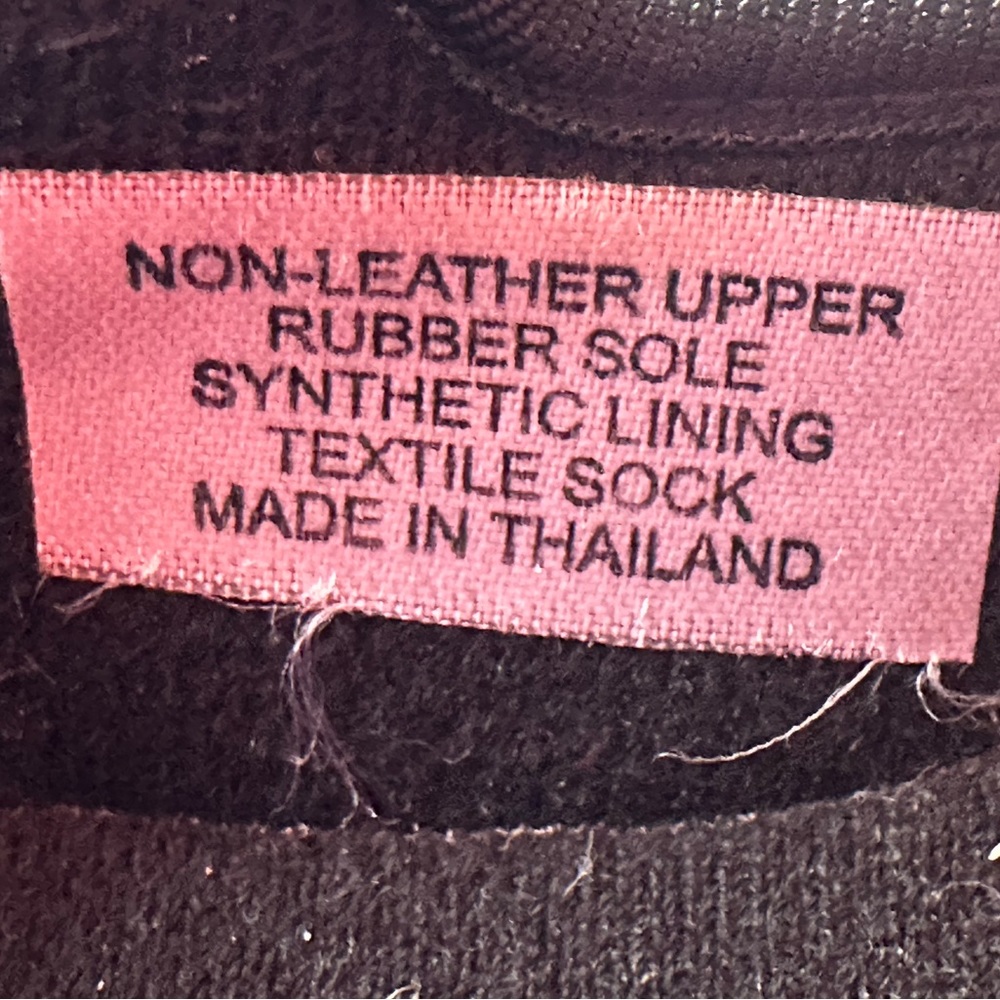 NON-LEATHER UPPER
RUBBER SOLE
SYNTHETIC LINING
TEXTILE SOCK
MADE IN THAILAND